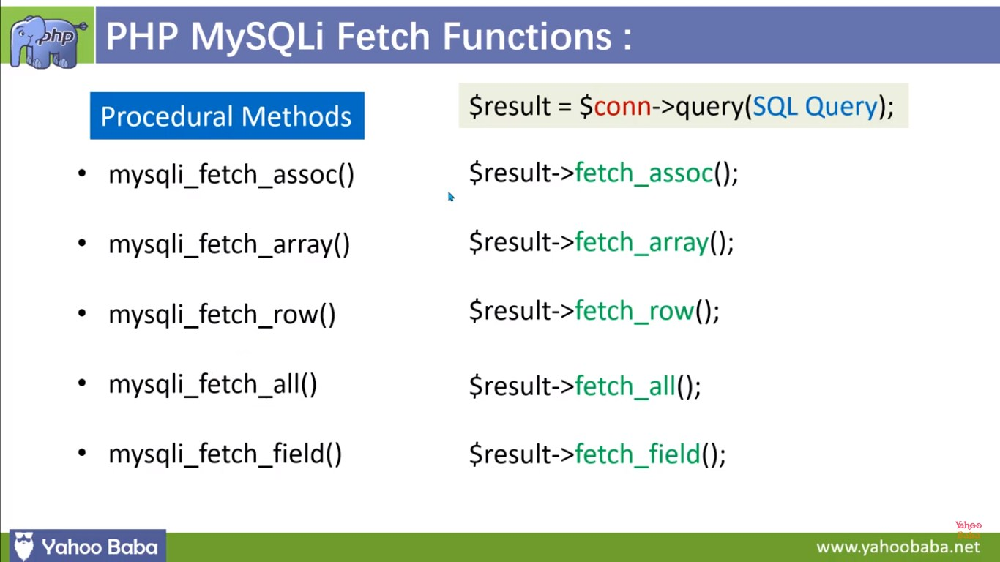 php
PHP MySQLi Fetch Functions :
Procedural Methods
$result = $conn->query(SQL Query);
• mysqli_fetch_assoc()
$result->fetch_assoc();
• mysqli_fetch_array()
$result->fetch_array();
• mysqli_fetch_row()
$result->fetch_row();
• mysqli_fetch_all()
$result->fetch_all();
• mysqli_fetch_field()
$result->fetch_field();
Yahoo
Baba
Yahoo Baba
www.yahoobaba.net